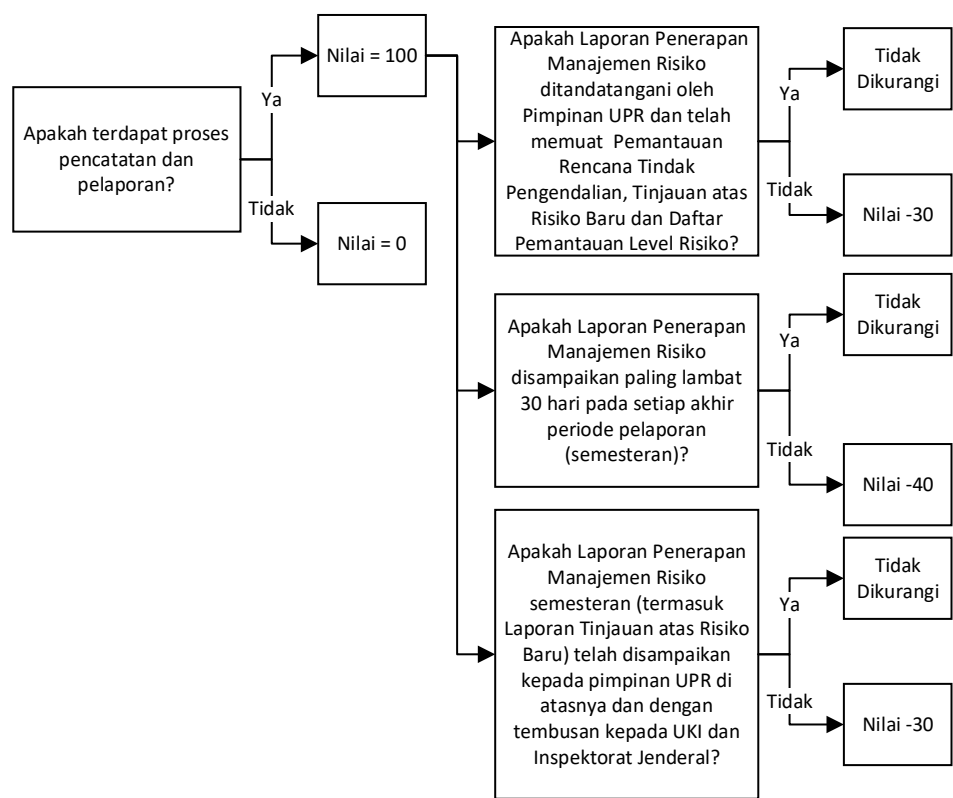 Apakah terdapat proses
pencatatan dan
pelaporan?
Ya
Tidak
Nilai = 100
Nilai = 0
Apakah Laporan Penerapan
Manajemen Risiko
ditandatangani oleh
Pimpinan UPR dan telah
memuat Pemantauan
Rencana Tindak
Pengendalian, Tinjauan atas
Risiko Baru dan Daftar
Pemantauan Level Risiko?
Ya
Tidak
Tidak
Dikurangi
Nilai -30
Apakah Laporan Penerapan
Manajemen Risiko
disampaikan paling lambat
30 hari pada setiap akhir
periode pelaporan
(semesteran)?
Ya
Tidak
Tidak
Dikurangi
Nilai -40
Apakah Laporan Penerapan
Manajemen Risiko
semesteran (termasuk
Laporan Tinjauan atas Risiko
Baru) telah disampaikan
kepada pimpinan UPR di
atasnya dan dengan
tembusan kepada UKI dan
Inspektorat Jenderal?
Ya
Tidak
Tidak
Dikurangi
Nilai -30